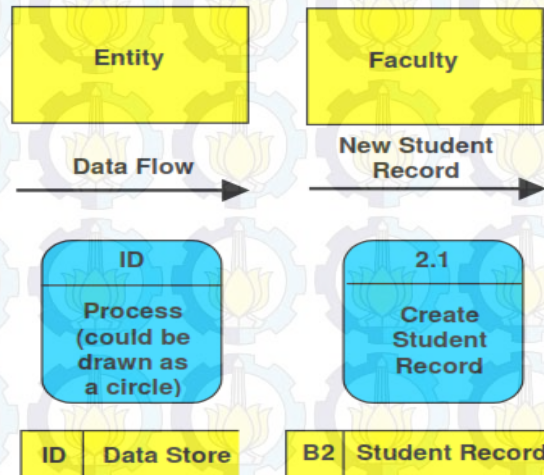 Entity
Faculty
Data Flow
New Student
Record
ID
Process
(could be
drawn as
a circle)
2.1
Create
Student
Record
ID Data Store
B2 Student Record